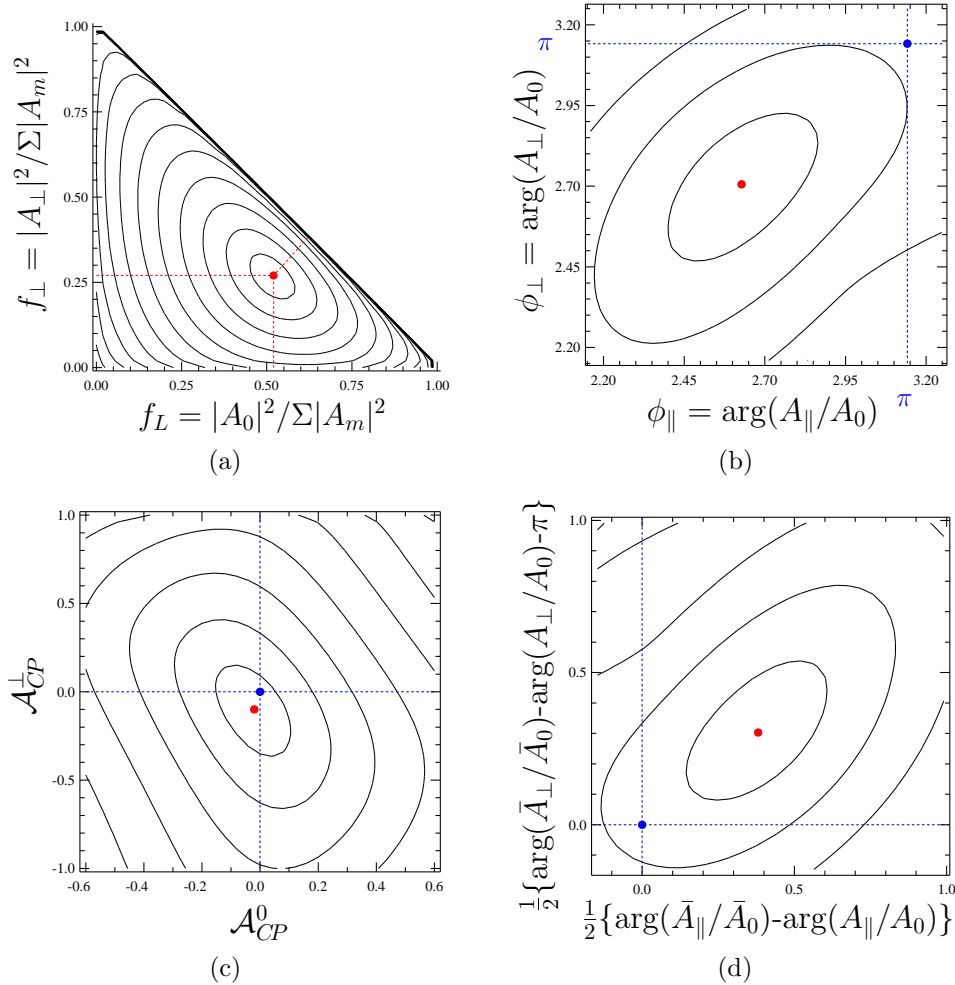 1.00
0.75
0.50
0.25
0.00
0.00 0.25 0.50 0.75 1.00
f_⊥ = |A_⊥|²/Σ|A_m|²
f_L = |A_0|²/Σ|A_m|²
(a)
3.20
π
2.95
2.70
2.45
2.20
2.20 2.45 2.70 2.95 3.20
π
ϕ_⊥ = arg(A_⊥/A_0)
ϕ_∥ = arg(A_∥/A_0)
(b)
1.0
0.5
0.0
-0.5
-1.0
-0.6 -0.4 -0.2 0.0 0.2 0.4 0.6
𝒜_{CP}^⊥
𝒜_{CP}^0
(c)
1.0
0.5
0.0
0.0 0.5 1.0
½{arg(Ā_⊥/Ā_0)-arg(A_⊥/A_0)-π}
½{arg(Ā_∥/Ā_0)-arg(A_∥/A_0)}
(d)